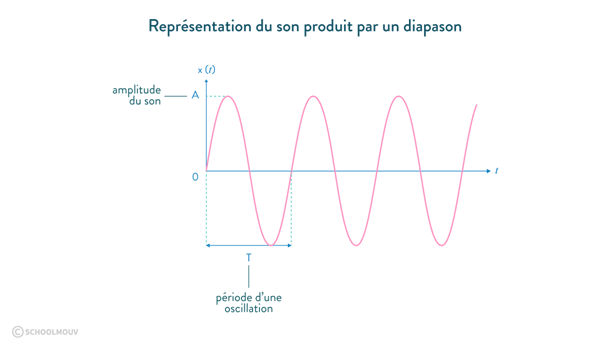 Représentation du son produit par un diapason
x (t)
amplitude
du son
A
0
t
T
période d'une
oscillation
© SCHOOLMOUV